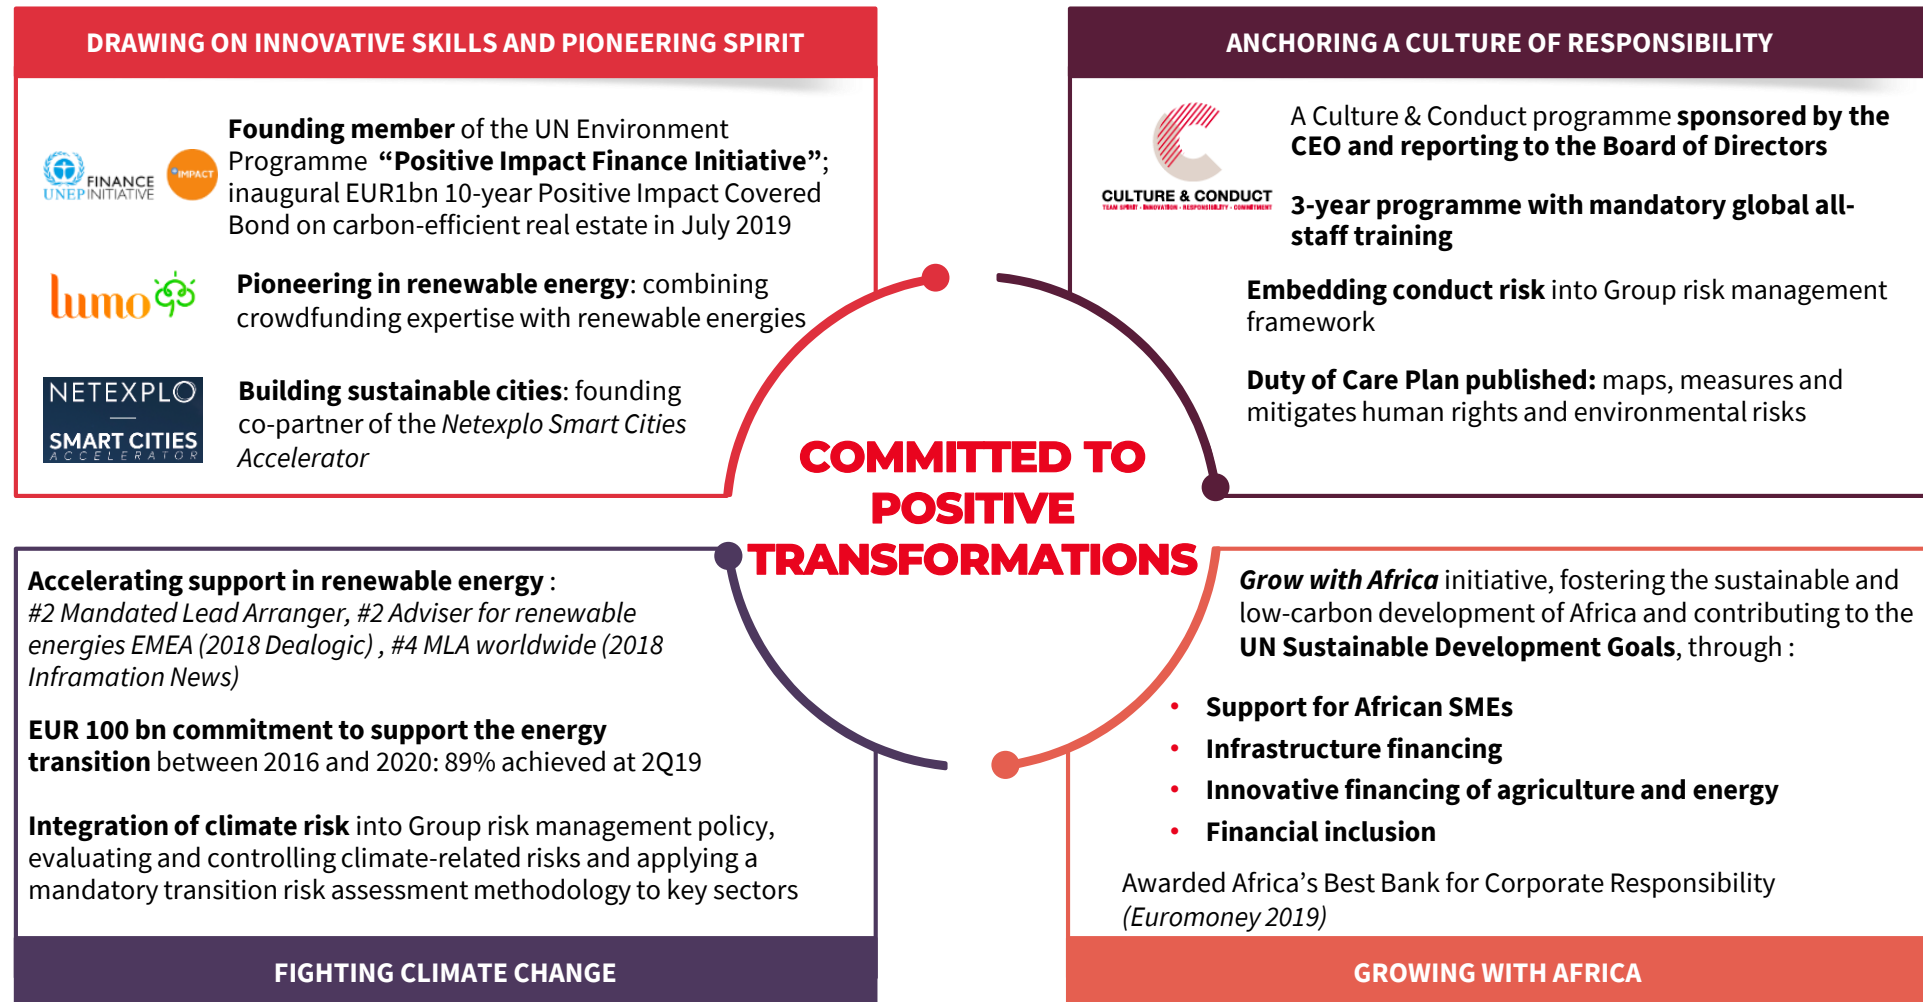 DRAWING ON INNOVATIVE SKILLS AND PIONEERING SPIRIT
UNEP FINANCE INITIATIVE
IMPACT
Founding member of the UN Environment
Programme “Positive Impact Finance Initiative”;
inaugural EUR1bn 10-year Positive Impact Covered
Bond on carbon-efficient real estate in July 2019
lumo
Pioneering in renewable energy: combining
crowdfunding expertise with renewable energies
NETEXPLO
SMART CITIES
ACCELERATOR
Building sustainable cities: founding
co-partner of the Netexplo Smart Cities
Accelerator
ANCHORING A CULTURE OF RESPONSIBILITY
CULTURE & CONDUCT
TEAM SPIRIT - INNOVATION - RESPONSIBILITY - COMMITMENT
A Culture & Conduct programme sponsored by the
CEO and reporting to the Board of Directors
3-year programme with mandatory global all-
staff training
Embedding conduct risk into Group risk management
framework
Duty of Care Plan published: maps, measures and
mitigates human rights and environmental risks
COMMITTED TO
POSITIVE
TRANSFORMATIONS
Accelerating support in renewable energy :
#2 Mandated Lead Arranger, #2 Adviser for renewable
energies EMEA (2018 Dealogic) , #4 MLA worldwide (2018
Inframation News)
EUR 100 bn commitment to support the energy
transition between 2016 and 2020: 89% achieved at 2Q19
Integration of climate risk into Group risk management policy,
evaluating and controlling climate-related risks and applying a
mandatory transition risk assessment methodology to key sectors
FIGHTING CLIMATE CHANGE
Grow with Africa initiative, fostering the sustainable and
low-carbon development of Africa and contributing to the
UN Sustainable Development Goals, through :
• Support for African SMEs
• Infrastructure financing
• Innovative financing of agriculture and energy
• Financial inclusion
Awarded Africa’s Best Bank for Corporate Responsibility
(Euromoney 2019)
GROWING WITH AFRICA